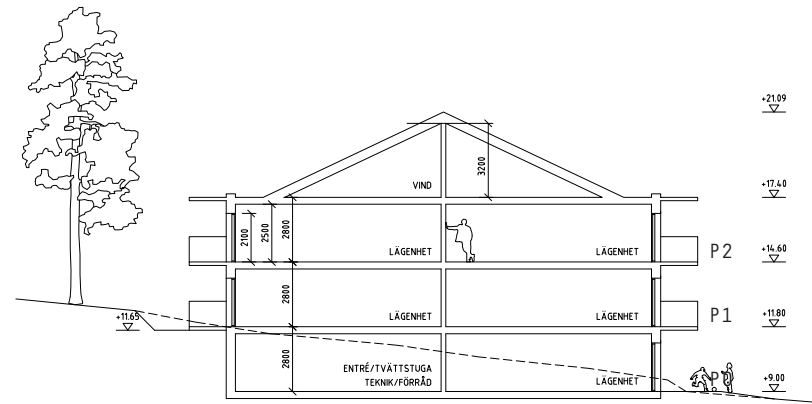 +21.09
3200
VIND
+17.40
2100
2500
2800
LÄGENHET
LÄGENHET
P2
+14.60
2800
LÄGENHET
LÄGENHET
P1
+11.80
+11.65
2800
ENTRÉ/TVÄTTSTUGA
TEKNIK/FÖRRÅD
LÄGENHET
+9.00